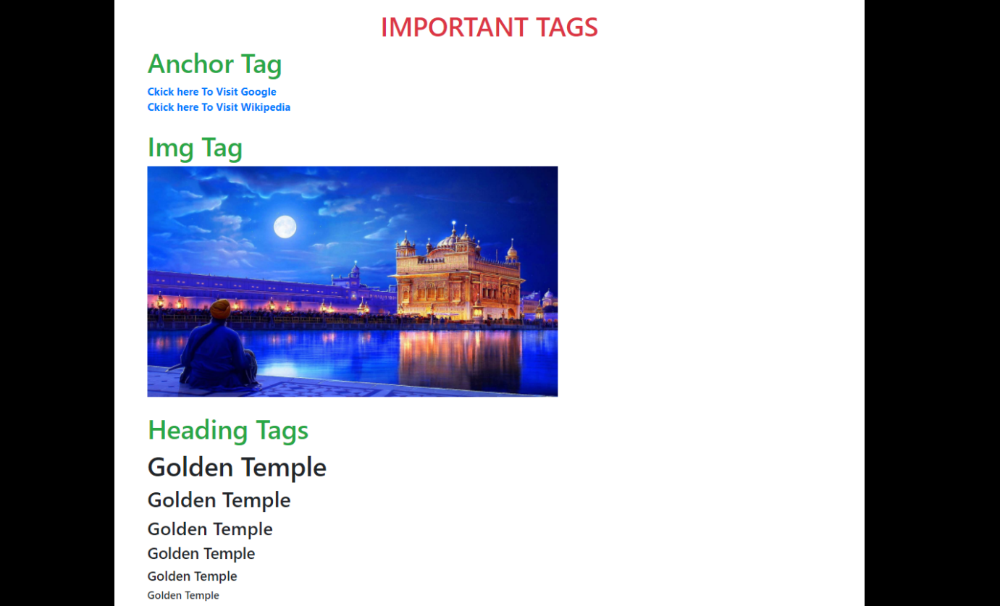 IMPORTANT TAGS
Anchor Tag
Ckick here To Visit Google
Ckick here To Visit Wikipedia
Img Tag
Heading Tags
Golden Temple
Golden Temple
Golden Temple
Golden Temple
Golden Temple
Golden Temple